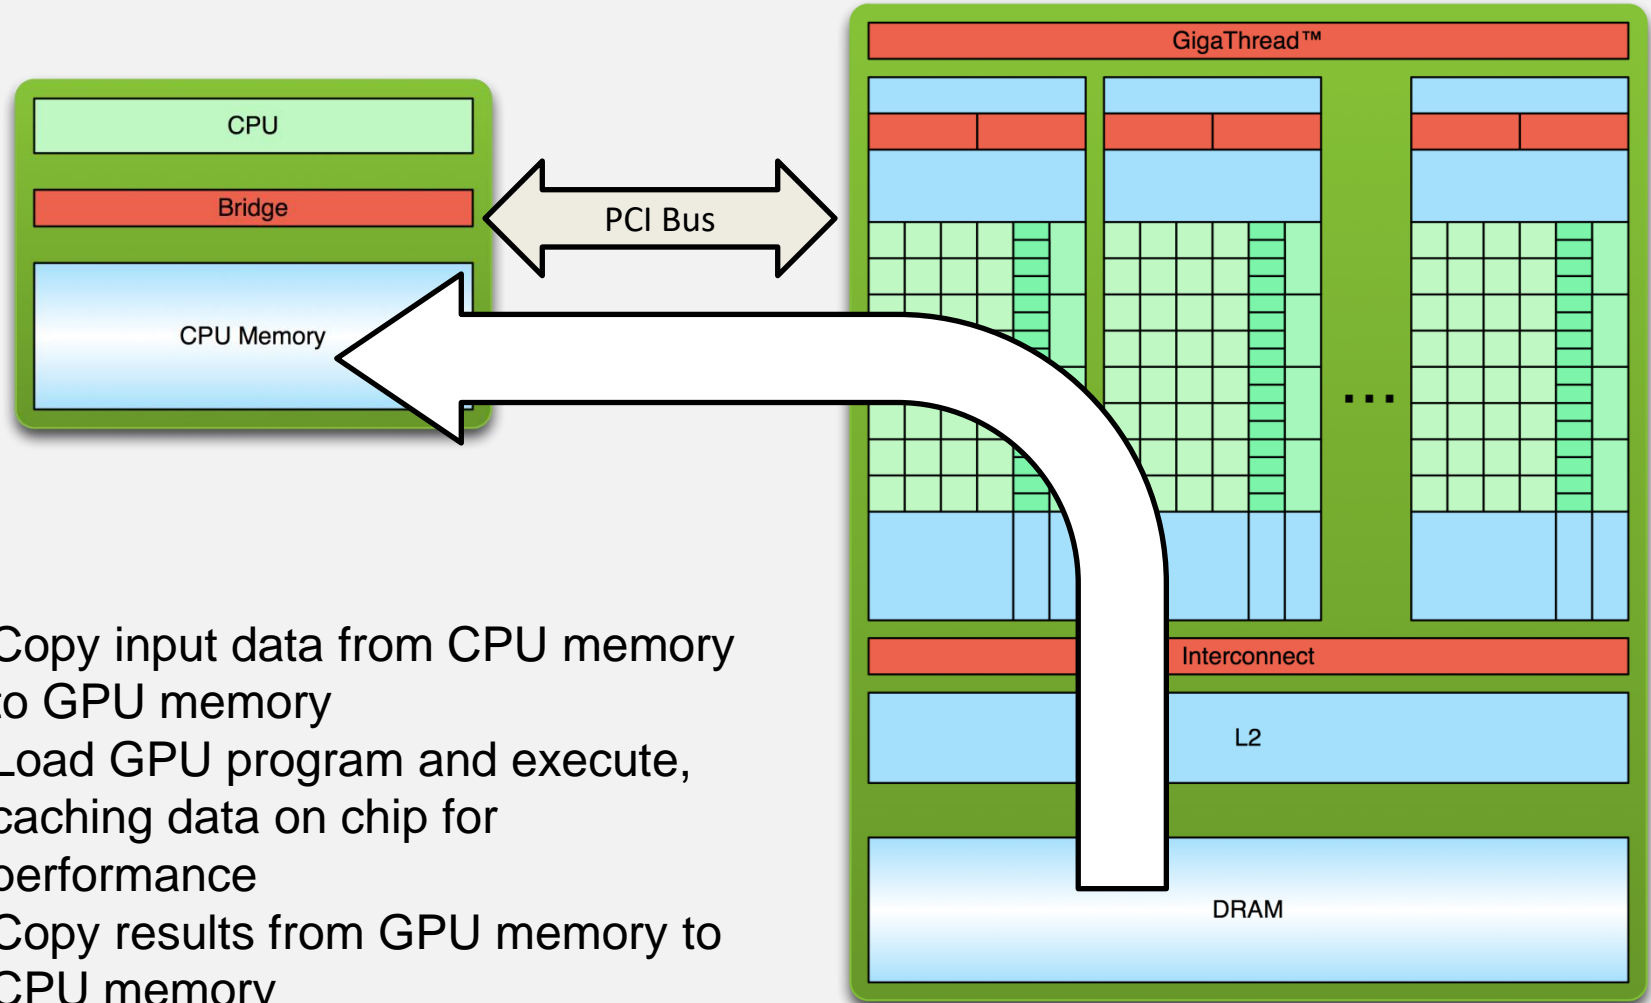 GigaThread™
CPU
Bridge
PCI Bus
CPU Memory
...
Copy input data from CPU memory
to GPU memory
Load GPU program and execute,
caching data on chip for
performance
Copy results from GPU memory to
CPU memory
Interconnect
L2
DRAM